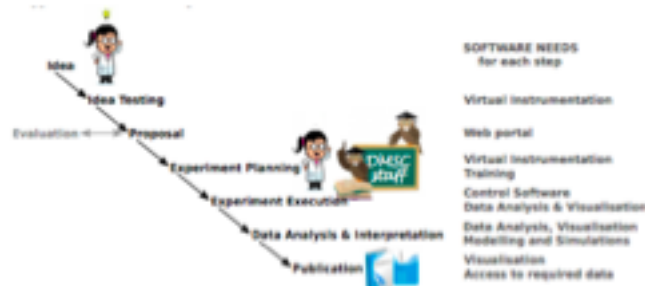 SOFTWARE NEEDS
for each step
Idea
Idea Testing
Virtual Instrumentation
Evaluation
Proposal
Web portal
Experiment Planning
DMSC
staff
Virtual Instrumentation
Training
Experiment Execution
Control Software
Data Analysis & Visualisation
Data Analysis & Interpretation
Data Analysis, Visualisation
Modelling and Simulations
Publication
Visualisation
Access to required data